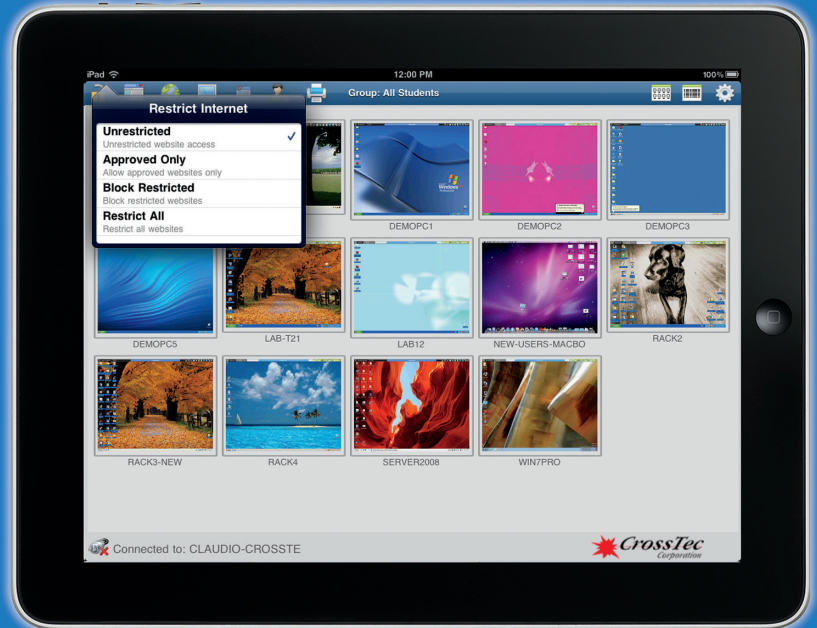 iPad
12:00 PM
100%
Group: All Students
Restrict Internet
Unrestricted
Unrestricted website access
Approved Only
Allow approved websites only
Block Restricted
Block restricted websites
Restrict All
Restrict all websites
Windows
DEMOPC1
DEMOPC2
DEMOPC3
DEMOPC5
LAB-T21
LAB12
NEW-USERS-MACBO
RACK2
RACK3-NEW
RACK4
SERVER2008
WIN7PRO
Connected to: CLAUDIO-CROSSTE
CrossTec
Corporation